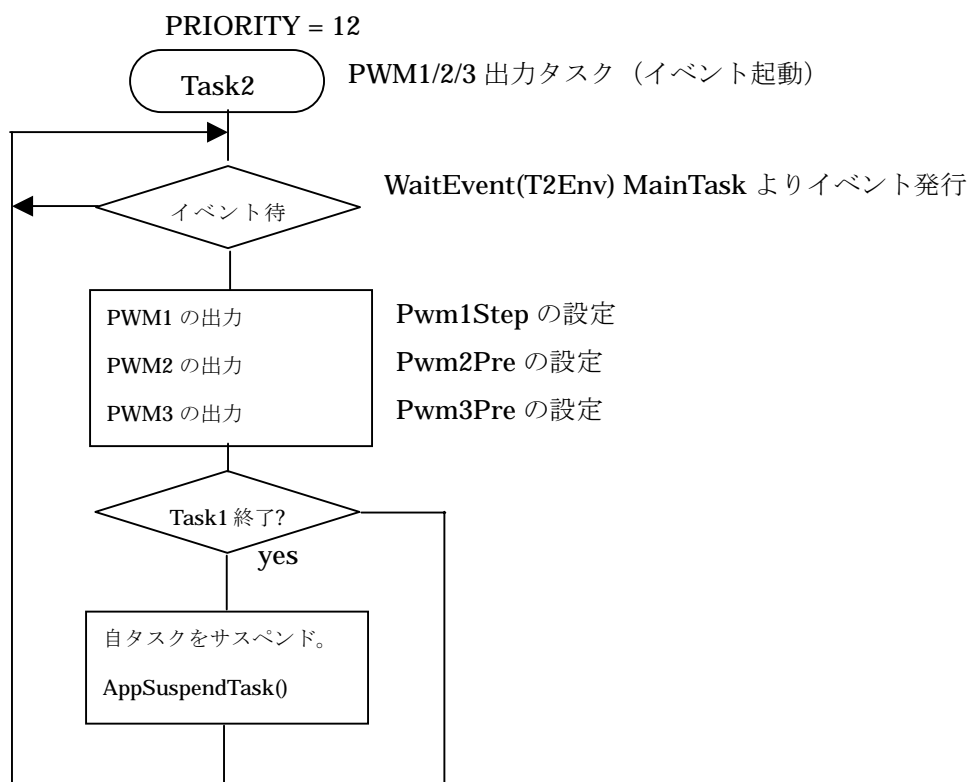 PRIORITY = 12
Task2
PWM1/2/3 出力タスク（イベント起動）
WaitEvent(T2Env) MainTask よりイベント発行
イベント待
PWM1 の出力
Pwm1Step の設定
PWM2 の出力
Pwm2Pre の設定
PWM3 の出力
Pwm3Pre の設定
Task1 終了?
yes
自タスクをサスペンド。
AppSuspendTask()